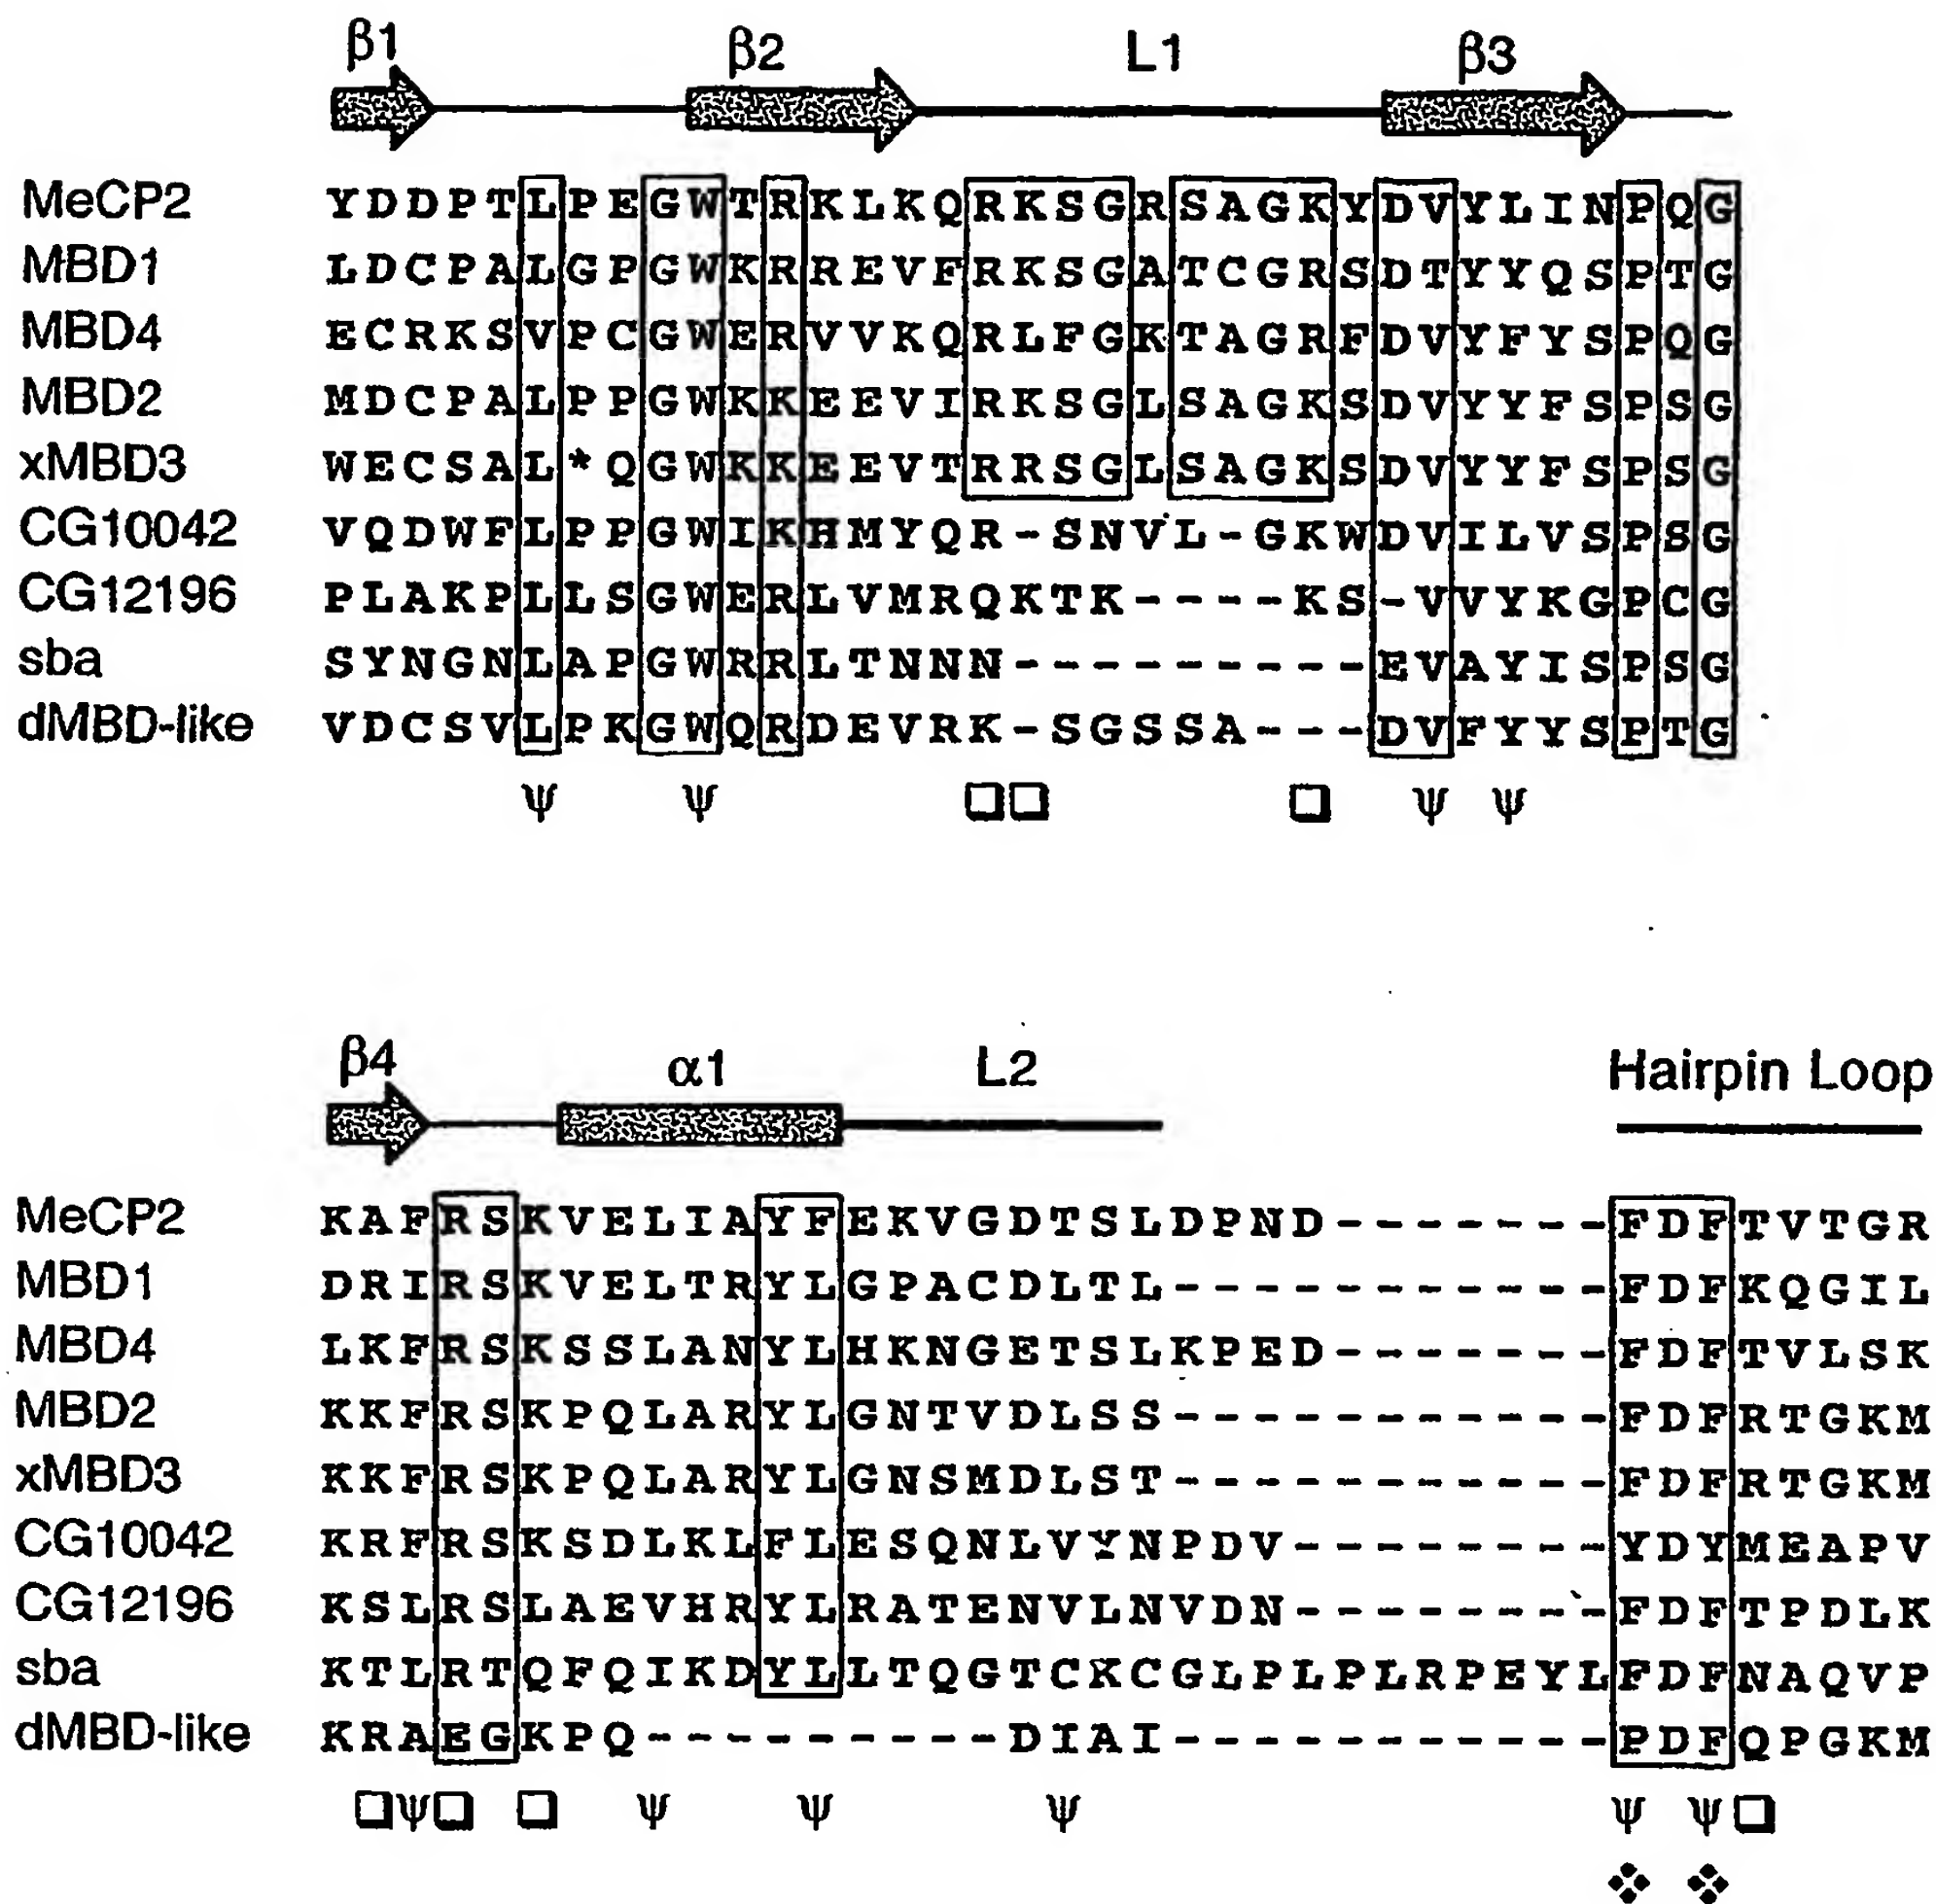 β1 β2 L1 β3
MeCP2 YDDPTLPEGWTRKLKQRKSGRSAGKYDVYLINPQG
MBD1 LDCPALGPGWKRREVFRKSGATCGRSDTYYQSPTG
MBD4 ECRKSVPCGWERVVKQRLFGKTAGRFDVYFYSPQG
MBD2 MDCPALPPGWKKEEVIRKSGLSAGKSDVYYFSPSG
xMBD3 WECSAL*QGWKKEEVTRRSGLSAGKSDVYYFSPSG
CG10042 VQDWFLPPGWIKHMYQR-SNVL-GKWDVILVSPSG
CG12196 PLAKPLLSGWERLVMRQKTK----KS-VVYKGPCG
sba SYNGNLAPGWRRLTNNN---------EVAYISPSG
dMBD-like VDCSVLPKGWQRDEVRK-SGSSA---DVFYYSPTG
ψ ψ ❑❑ ❑ ψ ψ
β4 α1 L2 Hairpin Loop
MeCP2 KAFRSKVELIAYFEKVGDTSLDPND-------FDFTVTGR
MBD1 DRIRSKVELTRYLGPACDLTL-----------FDFKQGIL
MBD4 LKFRSKSSLANYLHKNGETSLKPED-------FDFTVLSK
MBD2 KKFRSKPQLARYLGNTVDLSS-----------FDFRTGKM
xMBD3 KKFRSKPQLARYLGNSMDLST-----------FDFRTGKM
CG10042 KRFRSKSDLKLFLESQNLVYNPDV--------YDYMEAPV
CG12196 KSLRSLAEVHRYLRATENVLNVDN--------FDFTPDLK
sba KTLRTQFQIKDYLLTQGTCKCGLPLPLRPEYLFDFNAQVP
dMBD-like KRAEGKPQ---------DIAI-----------PDFQPGKM
❑ψ❑ ❑ ψ ψ ψ ψ ψ❑
❖ ❖